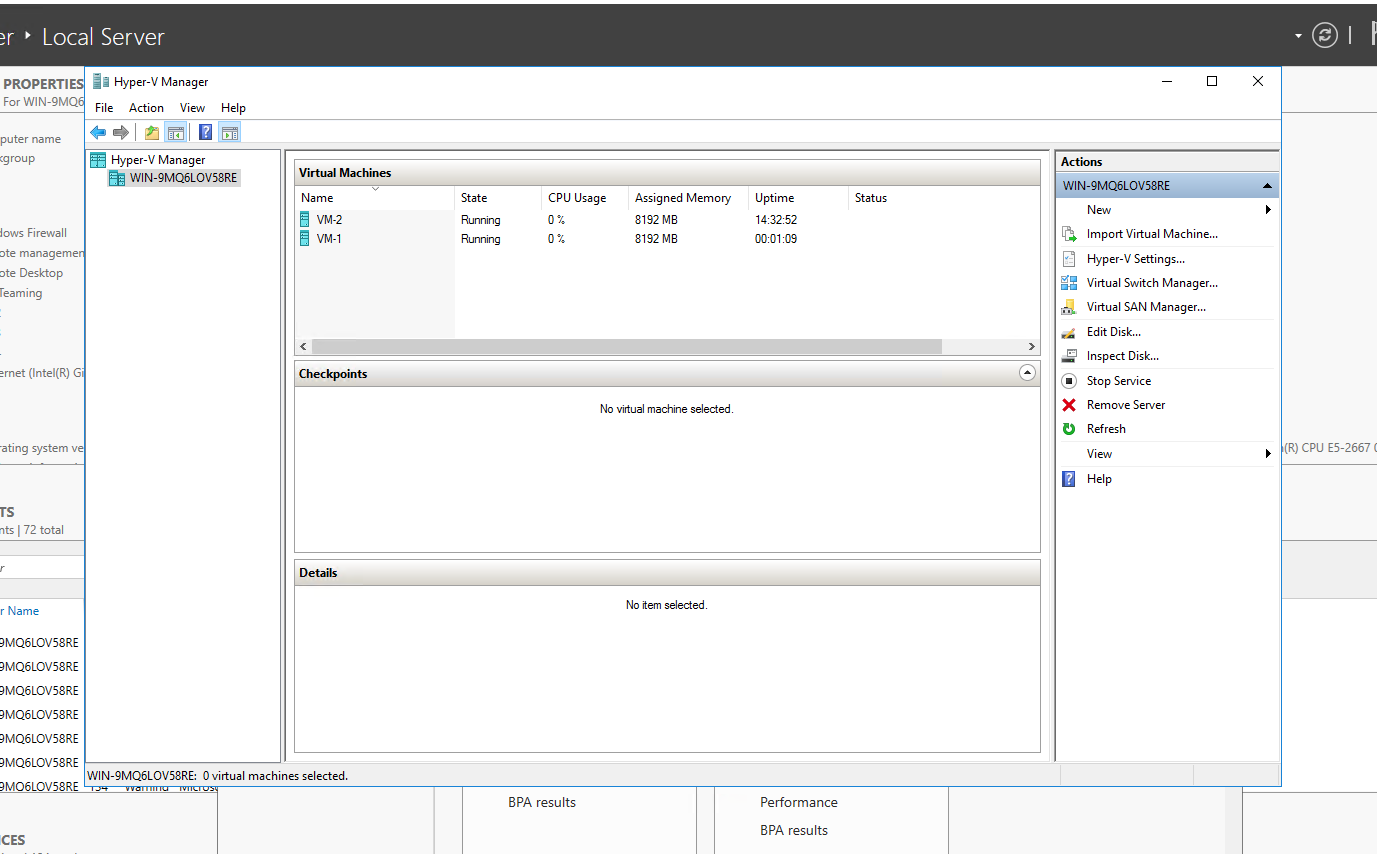 er ‣ Local Server
PROPERTIES
For WIN-9MQ6
puter name
kgroup
dows Firewall
ote managemen
ote Desktop
Teaming
ernet (Intel(R) Gi
rating system ve
n(R) CPU E5-2667 0
TS
nts | 72 total
r Name
9MQ6LOV58RE
9MQ6LOV58RE
9MQ6LOV58RE
9MQ6LOV58RE
9MQ6LOV58RE
9MQ6LOV58RE
9MQ6LOV58RE 134 Warning Microso
CES
Hyper-V Manager
File Action View Help
Hyper-V Manager
WIN-9MQ6LOV58RE
Virtual Machines
Name State CPU Usage Assigned Memory Uptime Status
VM-2 Running 0 % 8192 MB 14:32:52
VM-1 Running 0 % 8192 MB 00:01:09
Checkpoints
No virtual machine selected.
Details
No item selected.
Actions
WIN-9MQ6LOV58RE
New
Import Virtual Machine...
Hyper-V Settings...
Virtual Switch Manager...
Virtual SAN Manager...
Edit Disk...
Inspect Disk...
Stop Service
Remove Server
Refresh
View
Help
WIN-9MQ6LOV58RE: 0 virtual machines selected.
BPA results
Performance
BPA results